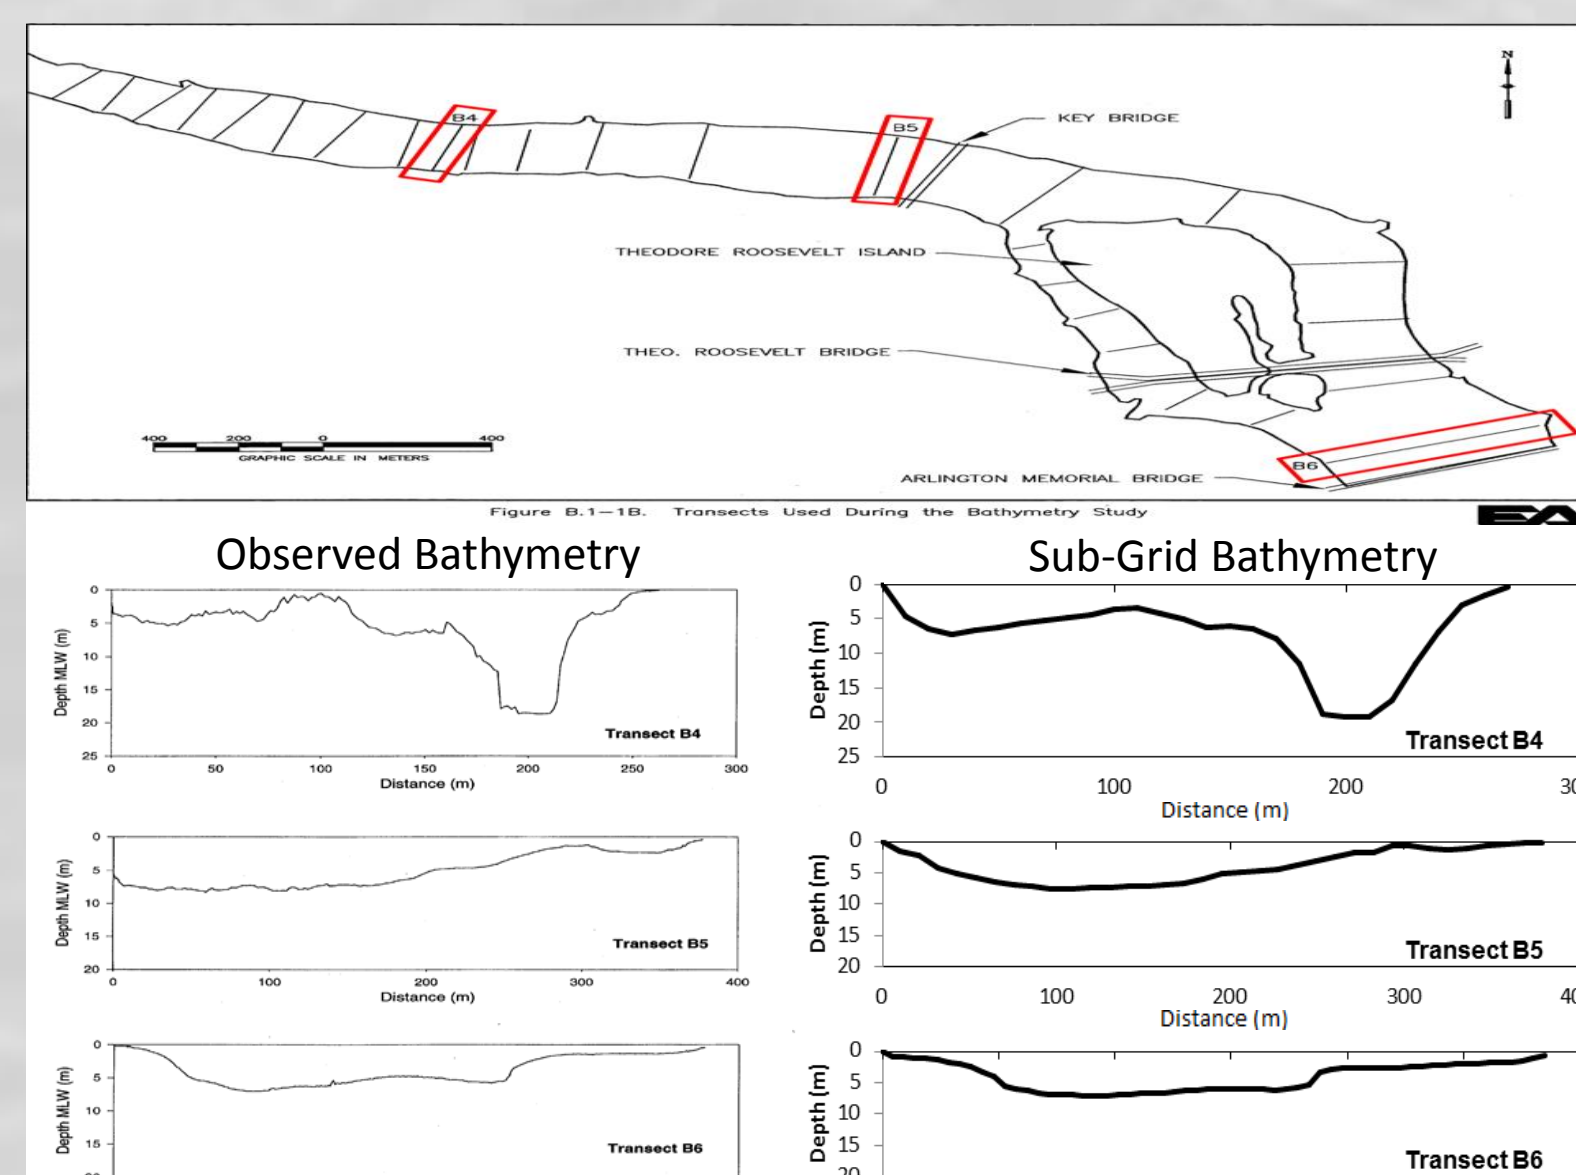 N
B4
B5
KEY BRIDGE
THEODORE ROOSEVELT ISLAND
THEO. ROOSEVELT BRIDGE
400 200 0 400
GRAPHIC SCALE IN METERS
B6
ARLINGTON MEMORIAL BRIDGE
Figure B.1-1B. Transects Used During the Bathymetry Study
EA
Observed Bathymetry
Sub-Grid Bathymetry
Depth MLW (m)
0
5
10
15
20
25
Transect B4
0 50 100 150 200 250 300
Distance (m)
Depth (m)
0
5
10
15
20
25
Transect B4
0 100 200
Distance (m)
Depth MLW (m)
0
5
10
15
20
Transect B5
0 100 200 300 400
Distance (m)
Depth (m)
0
5
10
15
20
Transect B5
0 100 200 300
Distance (m)
Depth MLW (m)
0
5
10
15
Transect B6
Depth (m)
0
5
10
15
20
Transect B6